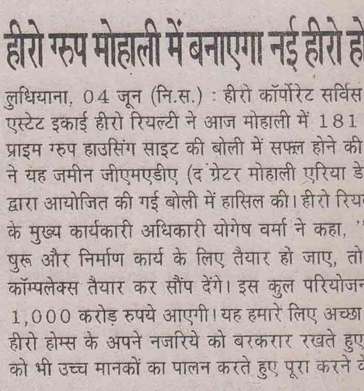 हीरो ग्रुप मोहाली में बनाएगा नई हीरो
लुधियाना, 04 जून (नि.स.) : हीरो कॉर्पोरेट सर्विस
एस्टेट इकाई हीरो रियल्टी ने आज मोहाली में 181
प्राइम ग्रुप हाउसिंग साइट की बोली में सफल होने की
ने यह जमीन जीएमएडीए (द ग्रेटर मोहाली एरिया डे
द्वारा आयोजित की गई बोली में हासिल की। हीरो रिय
के मुख्य कार्यकारी अधिकारी योगेष वर्मा ने कहा, ''
षुरू और निर्माण कार्य के लिए तैयार हो जाए, तो
कॉम्पलेक्स तैयार कर सौंप देंगे। इस कुल परियोजन
1,000 करोड़ रुपये आएगी। यह हमारे लिए अच्छा
हीरो होम्स के अपने नजरिये को बरकरार रखते हुए
को भी उच्च मानकों का पालन करते हुए पूरा करने